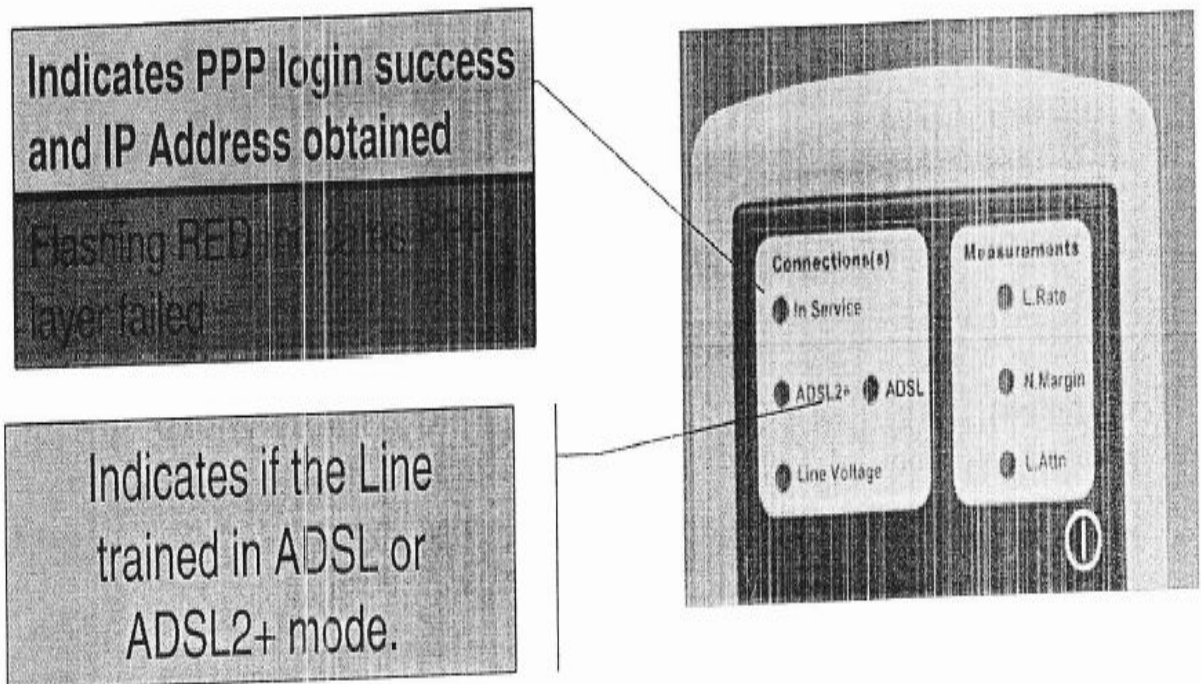 Indicates PPP login success
and IP Address obtained
Flashing RED
layer failed
Indicates if the Line
trained in ADSL or
ADSL2+ mode.
Connections(s)
In Service
ADSL2+ ADSL
Line Voltage
Measurements
L.Rate
N.Margin
L.Attn